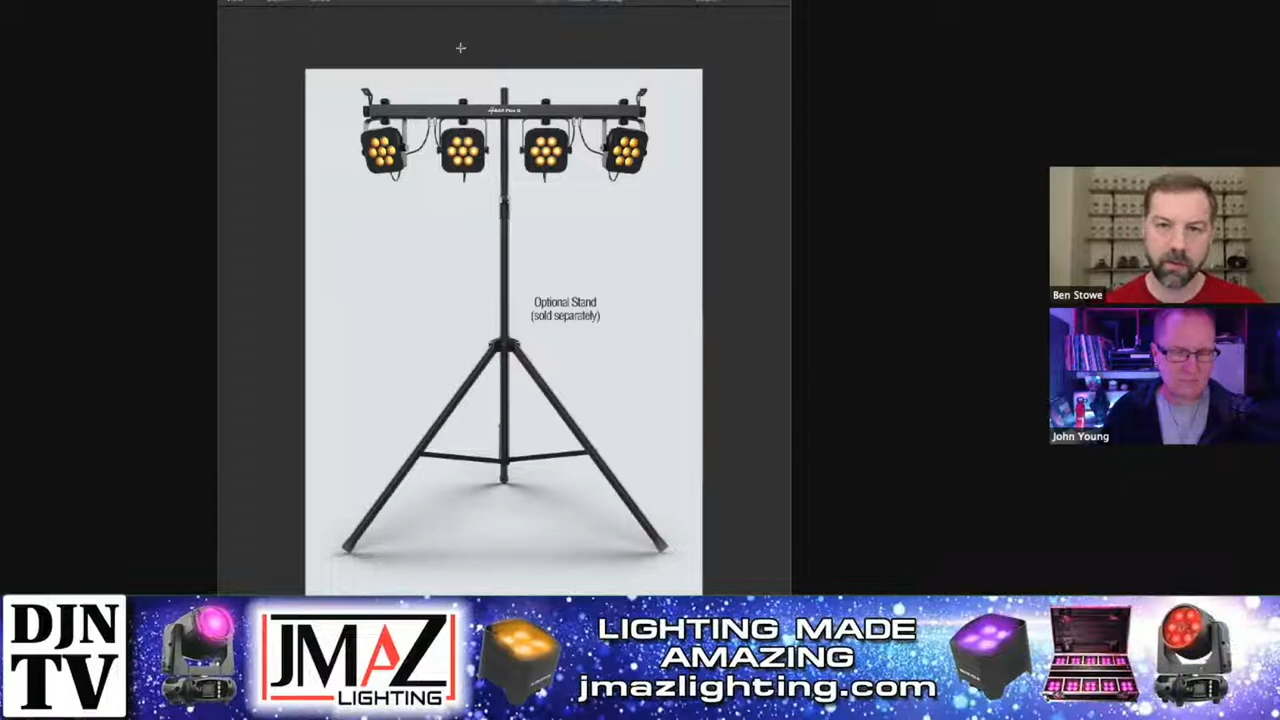 Optional Stand
(sold separately)
Ben Stowe
John Young
DJN
TV
JMAZ
LIGHTING
LIGHTING MADE
AMAZING
jmazlighting.com